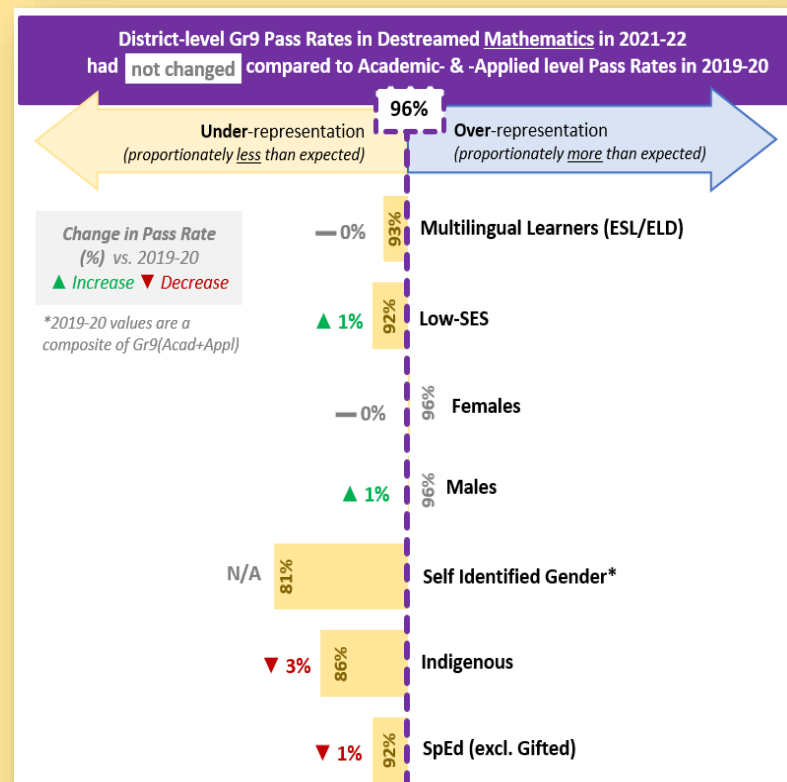 District-level Gr9 Pass Rates in Destreamed Mathematics in 2021-22
had not changed compared to Academic- & -Applied level Pass Rates in 2019-20
96%
Under-representation
(proportionately less than expected)
Over-representation
(proportionately more than expected)
Change in Pass Rate
(%) vs. 2019-20
▲ Increase ▼ Decrease
*2019-20 values are a
composite of Gr9(Acad+Appl)
— 0% 93% Multilingual Learners (ESL/ELD)
▲ 1% 92% Low-SES
— 0% 96% Females
▲ 1% 96% Males
N/A 81% Self Identified Gender*
▼ 3% 86% Indigenous
▼ 1% 92% SpEd (excl. Gifted)